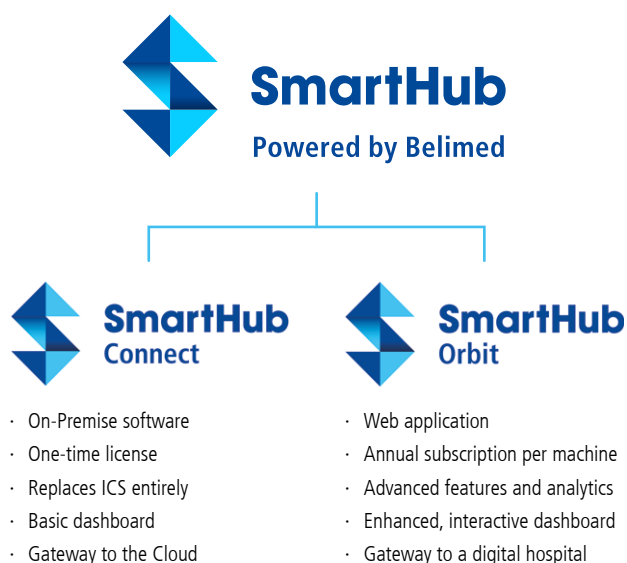 SmartHub
Powered by Belimed
SmartHub
Connect
· On-Premise software
· One-time license
· Replaces ICS entirely
· Basic dashboard
· Gateway to the Cloud
SmartHub
Orbit
· Web application
· Annual subscription per machine
· Advanced features and analytics
· Enhanced, interactive dashboard
· Gateway to a digital hospital